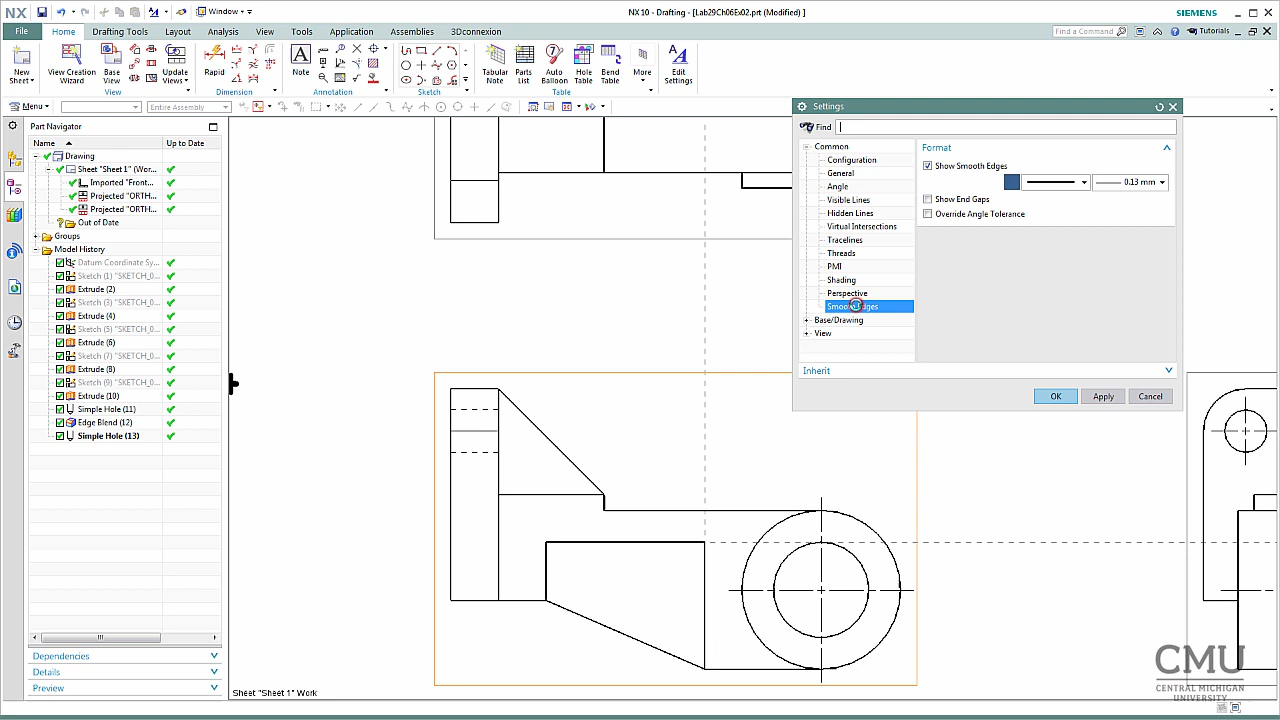 NX
Window
NX 10 - Drafting - [Lab29Ch06Ex02.prt (Modified) ]
SIEMENS
File
Home
Drafting Tools
Layout
Analysis
View
Tools
Application
Assemblies
3Dconnexion
Find a Command
Tutorials
New Sheet
View Creation Wizard
Base View
Update Views
Rapid
Note
Tabular Note
Parts List
Auto Balloon
Hole Table
Bend Table
More
Edit Settings
View
Dimension
Annotation
Sketch
Table
Menu
Entire Assembly
Part Navigator
Name
Up to Date
Drawing
Sheet "Sheet 1" (Wor...
Imported "Front...
Projected "ORTH...
Projected "ORTH...
Out of Date
Groups
Model History
Datum Coordinate Sy...
Sketch (1) "SKETCH_0...
Extrude (2)
Sketch (3) "SKETCH_0...
Extrude (4)
Sketch (5) "SKETCH_0...
Extrude (6)
Sketch (7) "SKETCH_0...
Extrude (8)
Sketch (9) "SKETCH_0...
Extrude (10)
Simple Hole (11)
Edge Blend (12)
Simple Hole (13)
Dependencies
Details
Preview
Settings
Find
Common
Configuration
General
Angle
Visible Lines
Hidden Lines
Virtual Intersections
Tracelines
Threads
PMI
Shading
Perspective
Smooth Edges
Base/Drawing
View
Format
Show Smooth Edges
0.13 mm
Show End Gaps
Override Angle Tolerance
Inherit
OK
Apply
Cancel
Sheet "Sheet 1" Work
CMU
CENTRAL MICHIGAN
UNIVERSITY